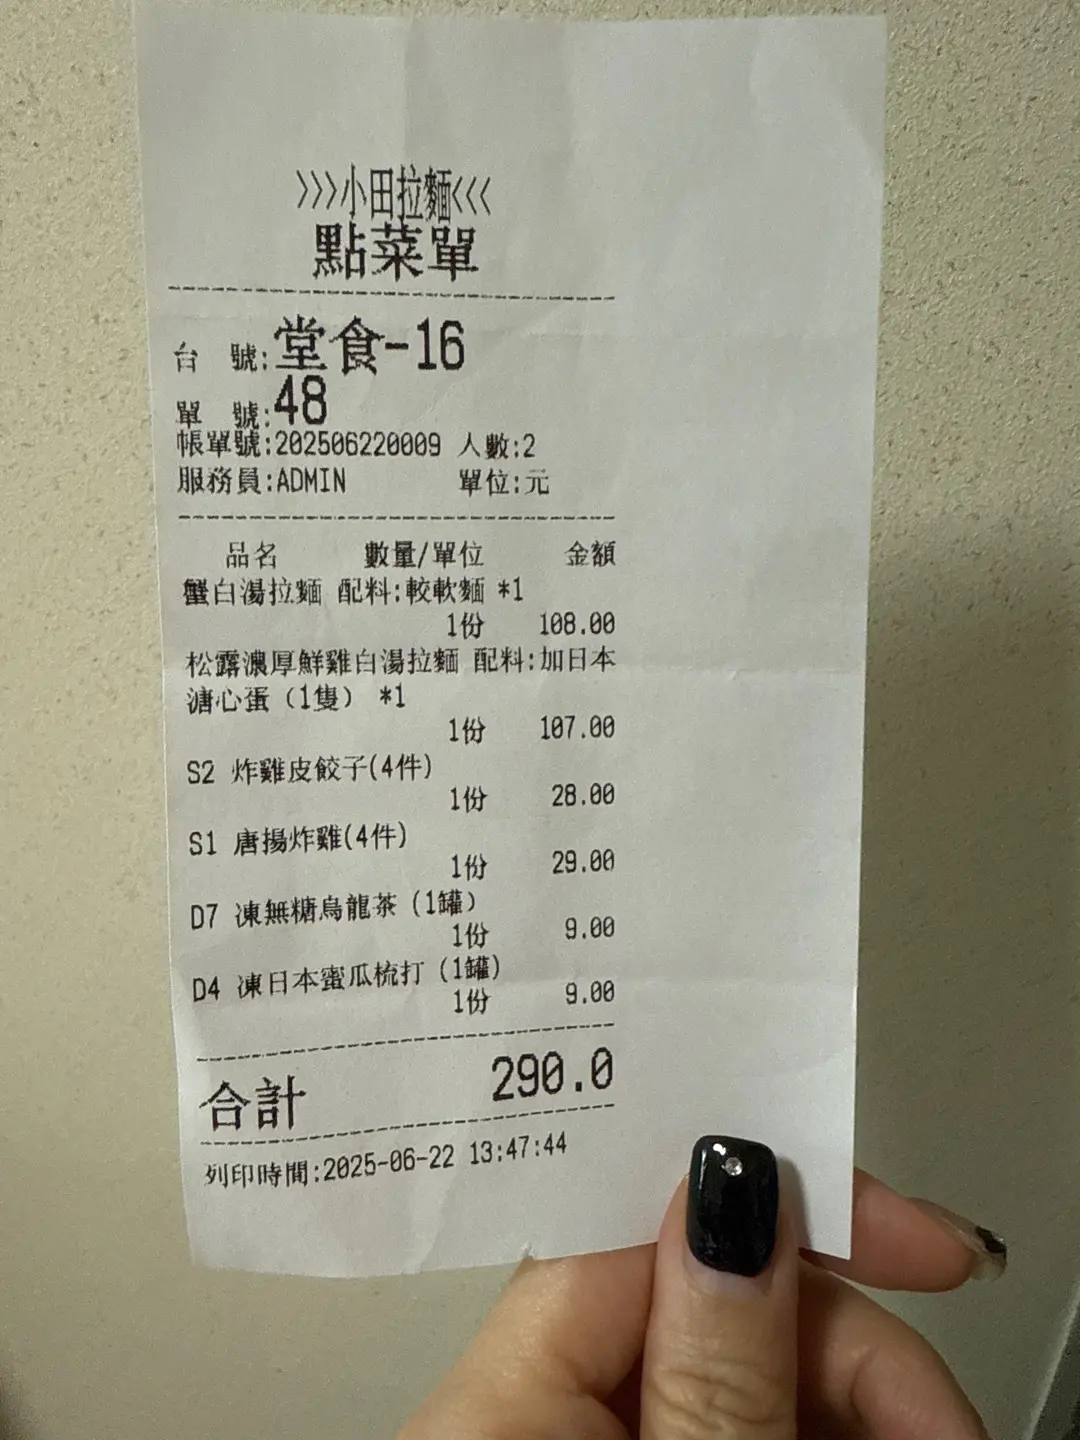 >>>小田拉麵<<<
點菜單
台 號:堂食-16
單 號:48
帳單號:202506220009 人數:2
服務員:ADMIN 單位:元
品名 數量/單位 金額
蟹白湯拉麵 配料:較軟麵 *1
1份 108.00
松露濃厚鮮雞白湯拉麵 配料:加日本
溏心蛋（1隻） *1
1份 107.00
S2 炸雞皮餃子(4件)
1份 28.00
S1 唐揚炸雞(4件)
1份 29.00
D7 凍無糖烏龍茶（1罐）
1份 9.00
D4 凍日本蜜瓜梳打（1罐）
1份 9.00
合計 290.0
列印時間:2025-06-22 13:47:44